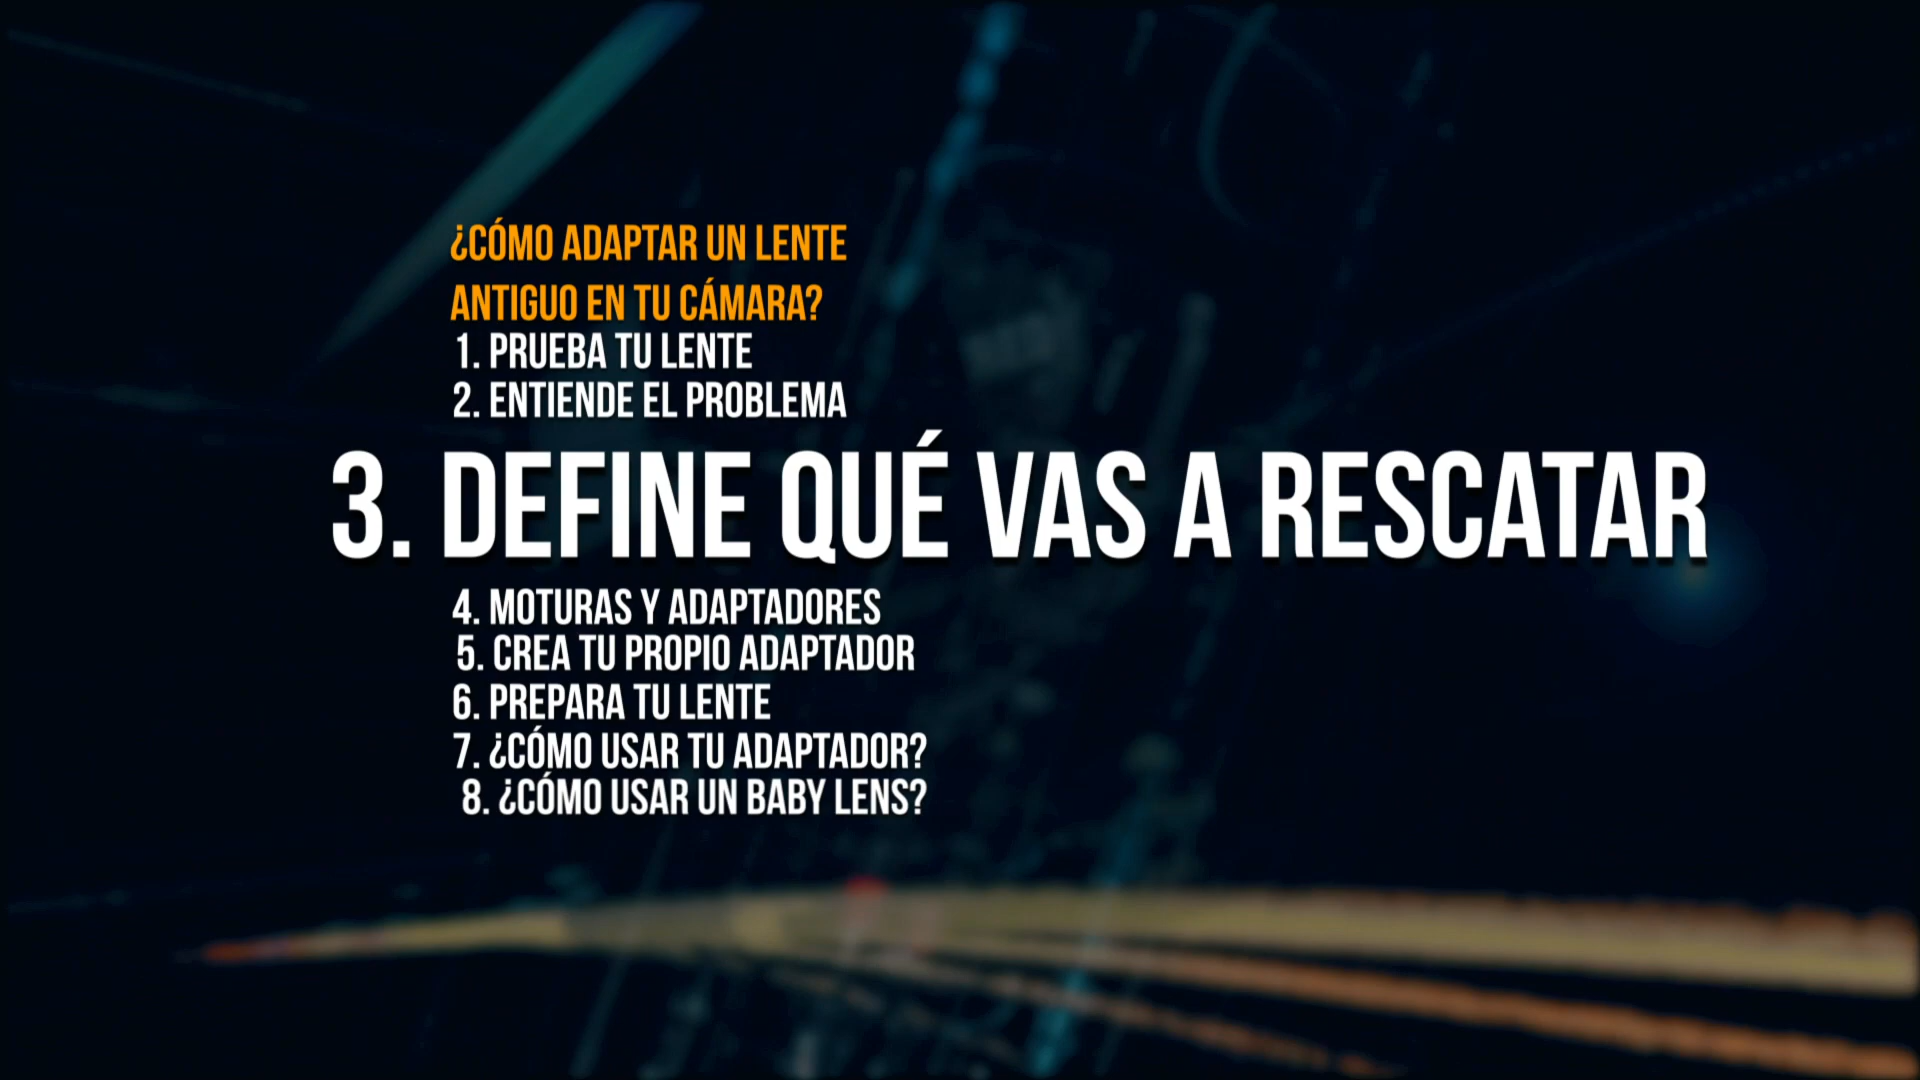 ¿CÓMO ADAPTAR UN LENTE
ANTIGUO EN TU CÁMARA?
1. PRUEBA TU LENTE
2. ENTIENDE EL PROBLEMA
3. DEFINE QUÉ VAS A RESCATAR
4. MOTURAS Y ADAPTADORES
5. CREA TU PROPIO ADAPTADOR
6. PREPARA TU LENTE
7. ¿CÓMO USAR TU ADAPTADOR?
8. ¿CÓMO USAR UN BABY LENS?